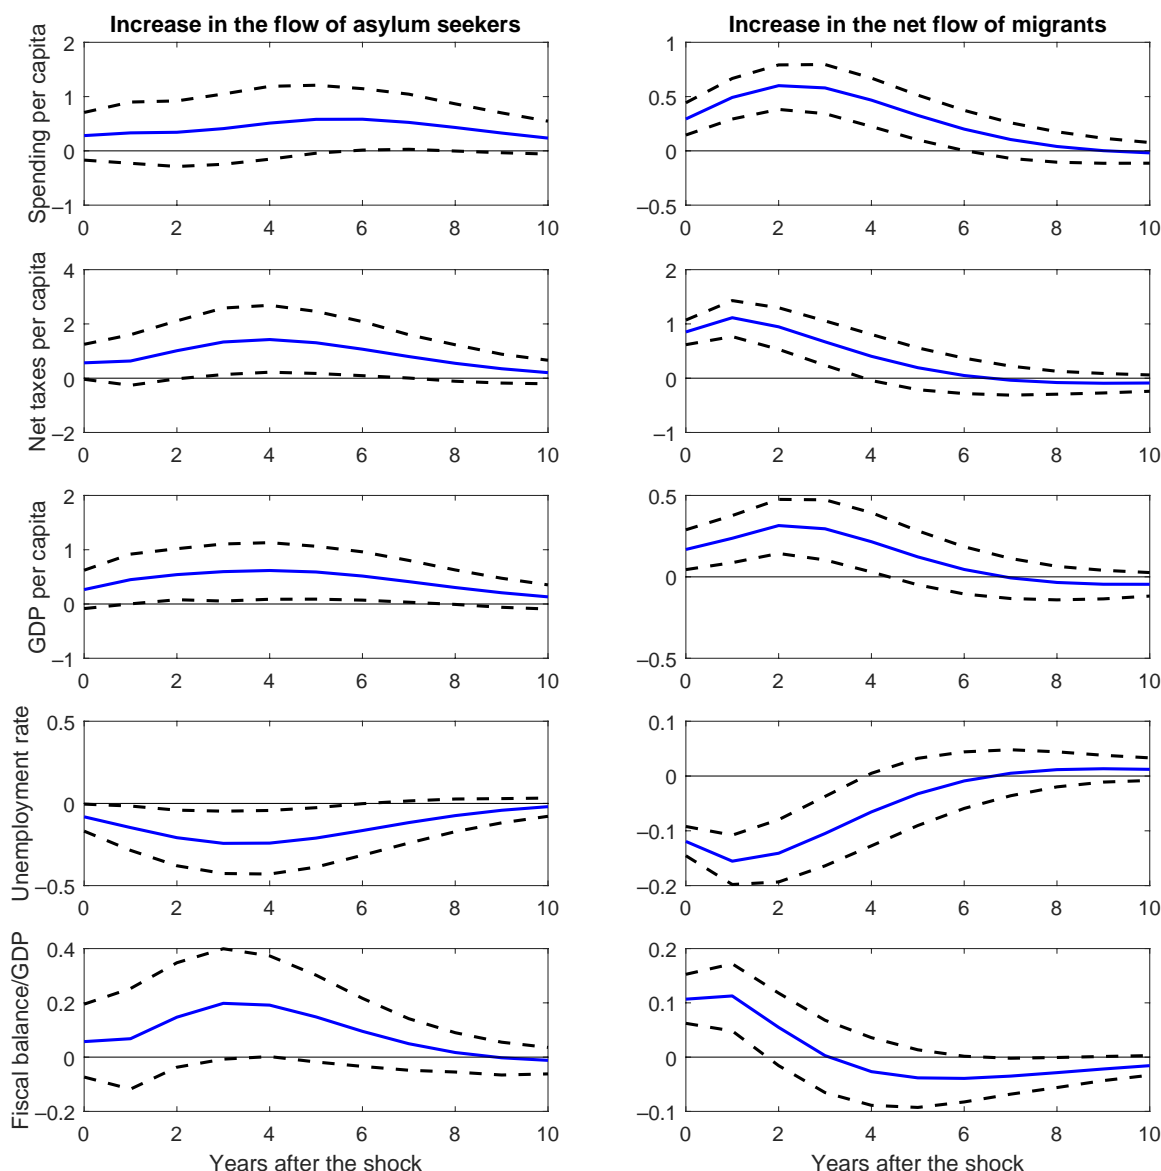 Increase in the flow of asylum seekers
Spending per capita
2
1
0
–1
0 2 4 6 8 10
Net taxes per capita
4
2
0
–2
0 2 4 6 8 10
GDP per capita
2
1
0
–1
0 2 4 6 8 10
Unemployment rate
0.5
0
–0.5
0 2 4 6 8 10
Fiscal balance/GDP
0.4
0.2
0
–0.2
0 2 4 6 8 10
Years after the shock
Increase in the net flow of migrants
1
0.5
0
–0.5
0 2 4 6 8 10
2
1
0
–1
0 2 4 6 8 10
0.5
0
–0.5
0 2 4 6 8 10
0.1
0
–0.1
–0.2
0 2 4 6 8 10
0.2
0.1
0
–0.1
0 2 4 6 8 10
Years after the shock